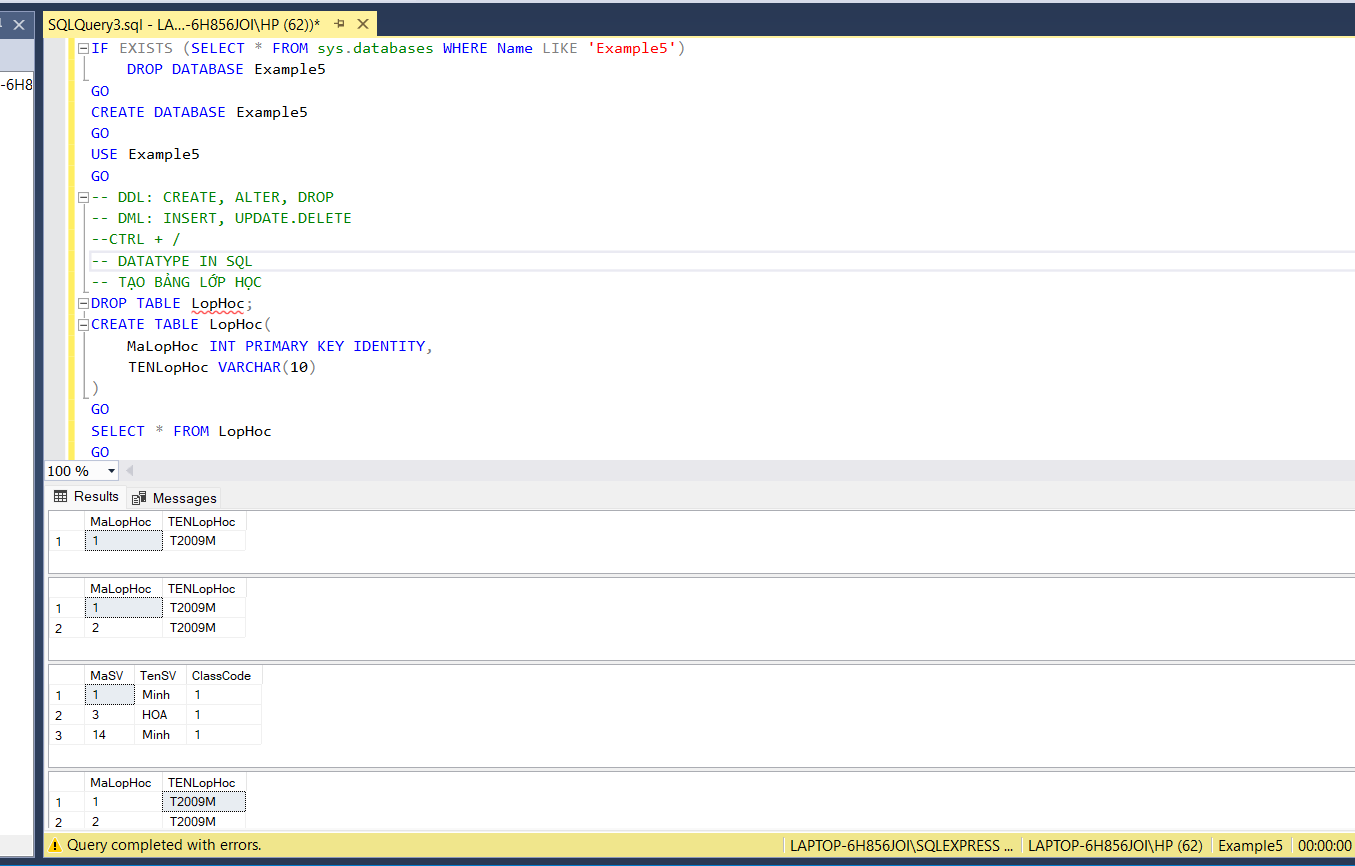 SQLQuery3.sql - LA...-6H856JOI\HP (62))*
-6H8
IF EXISTS (SELECT * FROM sys.databases WHERE Name LIKE 'Example5')
DROP DATABASE Example5
GO
CREATE DATABASE Example5
GO
USE Example5
GO
-- DDL: CREATE, ALTER, DROP
-- DML: INSERT, UPDATE.DELETE
--CTRL + /
-- DATATYPE IN SQL
-- TẠO BẢNG LỚP HỌC
DROP TABLE LopHoc;
CREATE TABLE LopHoc(
MaLopHoc INT PRIMARY KEY IDENTITY,
TENLopHoc VARCHAR(10)
)
GO
SELECT * FROM LopHoc
GO
100 %
Results Messages
MaLopHoc TENLopHoc
1 1 T2009M
MaLopHoc TENLopHoc
1 1 T2009M
2 2 T2009M
MaSV TenSV ClassCode
1 1 Minh 1
2 3 HOA 1
3 14 Minh 1
MaLopHoc TENLopHoc
1 1 T2009M
2 2 T2009M
Query completed with errors. LAPTOP-6H856JOI\SQLEXPRESS ... LAPTOP-6H856JOI\HP (62) Example5 00:00:00